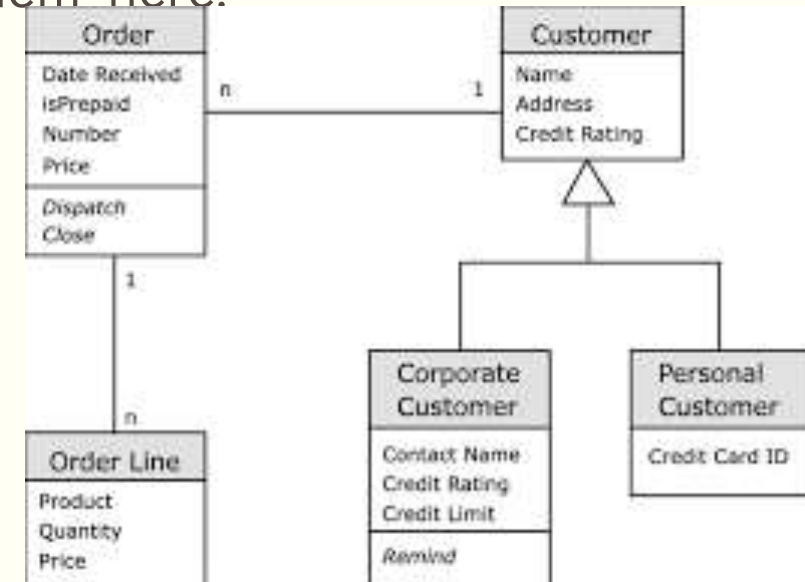 here.
Order
Date Received
isPrepaid
Number
Price
Dispatch
Close
n
1
Customer
Name
Address
Credit Rating
1
n
Order Line
Product
Quantity
Price
Corporate
Customer
Contact Name
Credit Rating
Credit Limit
Remind
Personal
Customer
Credit Card ID